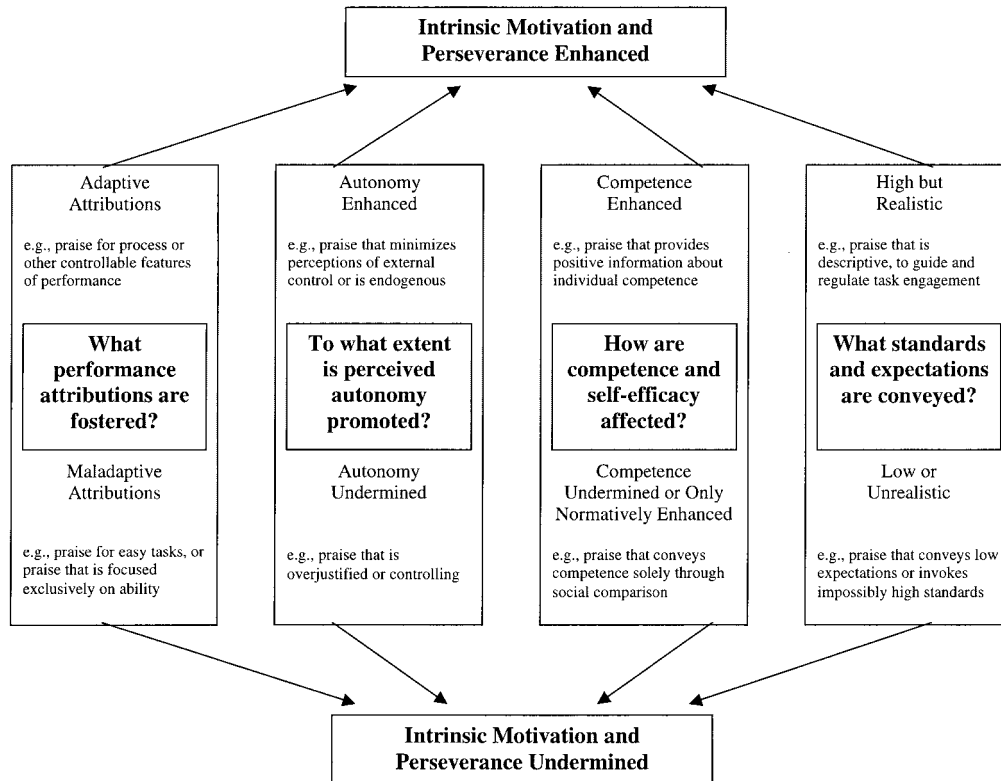 Intrinsic Motivation and
Perseverance Enhanced
Adaptive
Attributions
e.g., praise for process or
other controllable features
of performance
What
performance
attributions are
fostered?
Maladaptive
Attributions
e.g., praise for easy tasks, or
praise that is focused
exclusively on ability
Autonomy
Enhanced
e.g., praise that minimizes
perceptions of external
control or is endogenous
To what extent
is perceived
autonomy
promoted?
Autonomy
Undermined
e.g., praise that is
overjustified or controlling
Competence
Enhanced
e.g., praise that provides
positive information about
individual competence
How are
competence and
self-efficacy
affected?
Competence
Undermined or Only
Normatively Enhanced
e.g., praise that conveys
competence solely through
social comparison
High but
Realistic
e.g., praise that is
descriptive, to guide and
regulate task engagement
What standards
and expectations
are conveyed?
Low or
Unrealistic
e.g., praise that conveys low
expectations or invokes
impossibly high standards
Intrinsic Motivation and
Perseverance Undermined